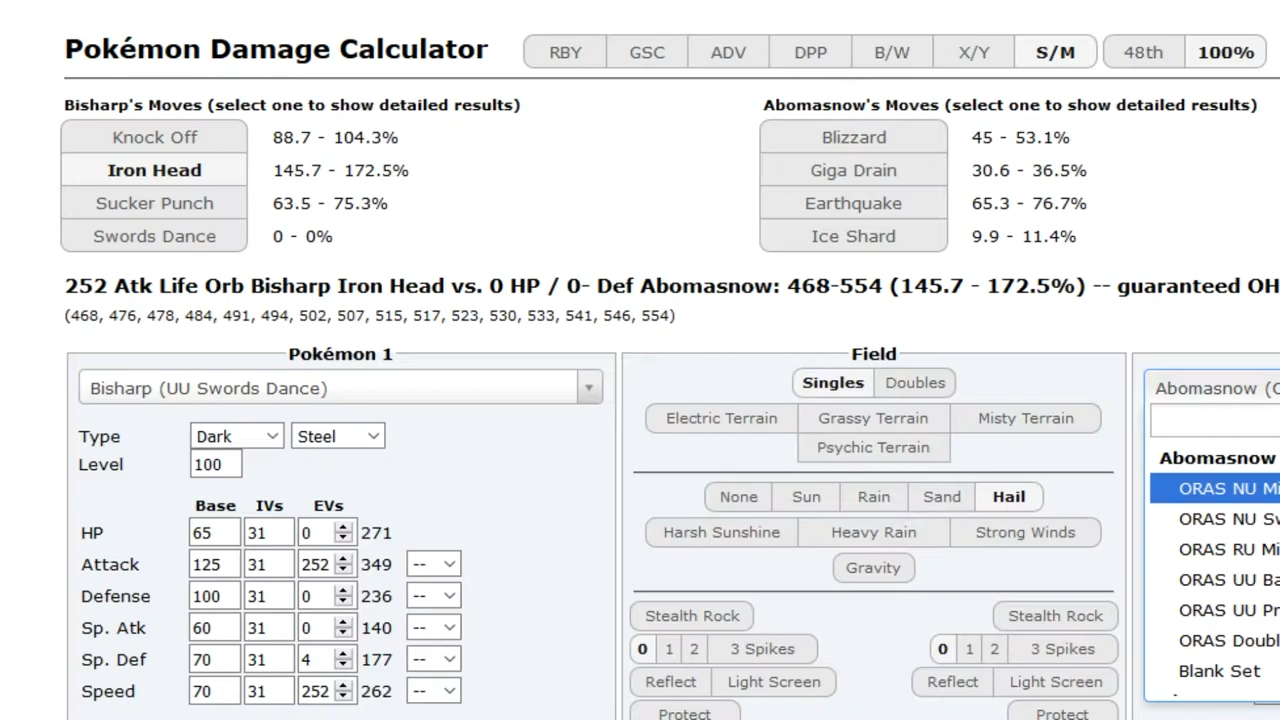 Pokémon Damage Calculator RBY GSC ADV DPP B/W X/Y S/M 48th 100%
Bisharp's Moves (select one to show detailed results) Abomasnow's Moves (select one to show detailed results)
Knock Off 88.7 - 104.3% Blizzard 45 - 53.1%
Iron Head 145.7 - 172.5% Giga Drain 30.6 - 36.5%
Sucker Punch 63.5 - 75.3% Earthquake 65.3 - 76.7%
Swords Dance 0 - 0% Ice Shard 9.9 - 11.4%
252 Atk Life Orb Bisharp Iron Head vs. 0 HP / 0- Def Abomasnow: 468-554 (145.7 - 172.5%) -- guaranteed OH
(468, 476, 478, 484, 491, 494, 502, 507, 515, 517, 523, 530, 533, 541, 546, 554)
Pokémon 1 Field
Bisharp (UU Swords Dance) Singles Doubles Abomasnow (
Type Dark Steel Electric Terrain Grassy Terrain Misty Terrain
Psychic Terrain
Level 100 Abomasnow
Base IVs EVs None Sun Rain Sand Hail ORAS NU Mi
HP 65 31 0 271 Harsh Sunshine Heavy Rain Strong Winds ORAS NU Sw
Attack 125 31 252 349 -- Gravity ORAS RU Mi
Defense 100 31 0 236 -- ORAS UU Ba
Sp. Atk 60 31 0 140 -- Stealth Rock Stealth Rock ORAS UU Pr
Sp. Def 70 31 4 177 -- 0 1 2 3 Spikes 0 1 2 3 Spikes ORAS Doubl
Speed 70 31 252 262 -- Reflect Light Screen Reflect Light Screen Blank Set
Protect Protect